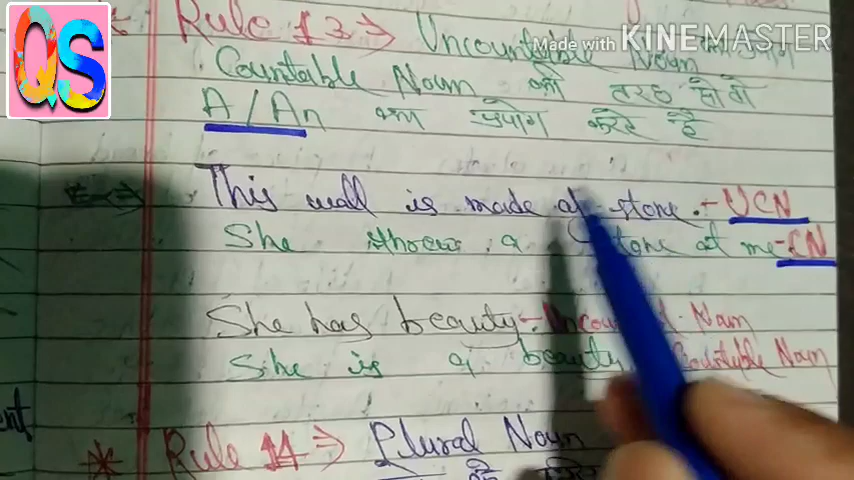 QS
Made with KINEMASTER
* Rule 13 ⇒ Uncountable Noun का प्रयोग
Countable Noun की तरह हो तो
A / An का प्रयोग करते हैं
This wall is made of stone. - UCN
She throws a stone at me - CN
She has beauty - Noun
She is a beauty Countable Noun
* Rule 14 ⇒ Plural Noun